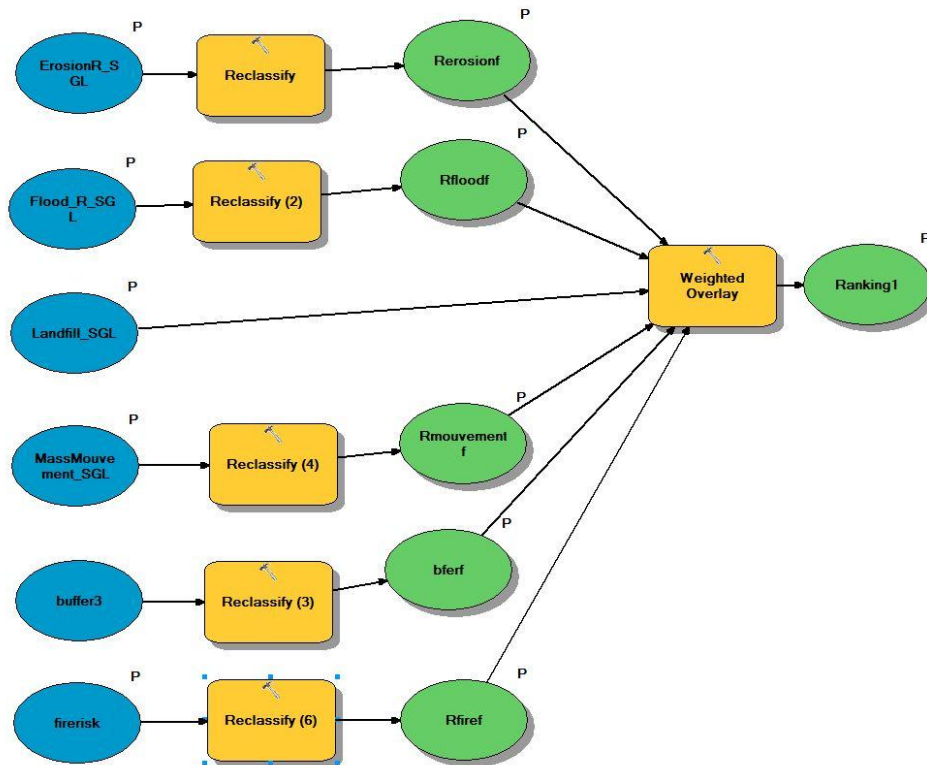 P
P
ErosionR_S
GL
Reclassify
Rerosionf
P
P
Flood_R_SG
L
Reclassify (2)
Rfloodf
P
P
Landfill_SGL
Weighted
Overlay
Ranking1
P
P
MassMouve
ment_SGL
Reclassify (4)
Rmouvement
f
P
buffer3
Reclassify (3)
bferf
P
P
firerisk
Reclassify (6)
Rfiref